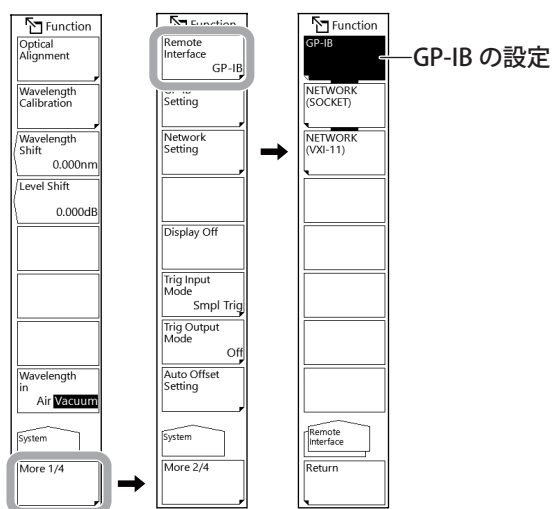 Function
Optical
Alignment
Wavelength
Calibration
Wavelength
Shift
0.000nm
Level Shift
0.000dB
Wavelength
in
Air Vacuum
System
More 1/4
Function
Remote
Interface
GP-IB
GP-IB
Setting
Network
Setting
Display Off
Trig Input
Mode
Smpl Trig
Trig Output
Mode
Off
Auto Offset
Setting
System
More 2/4
Function
GP-IB
NETWORK
(SOCKET)
NETWORK
(VXI-11)
Remote
Interface
Return
GP-IB の設定